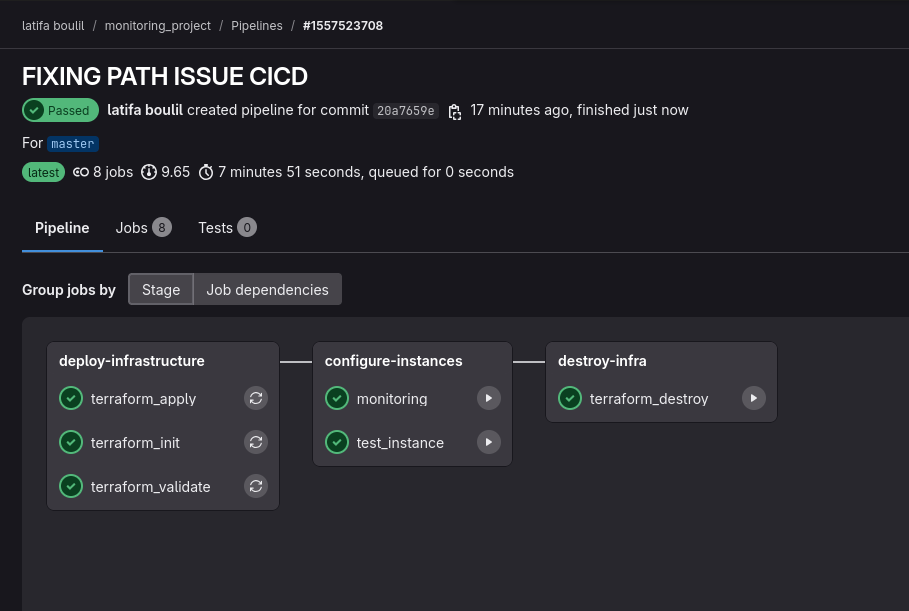 latifa boulil / monitoring_project / Pipelines / #1557523708
FIXING PATH ISSUE CICD
Passed latifa boulil created pipeline for commit 20a7659e 17 minutes ago, finished just now
For master
latest 8 jobs 9.65 7 minutes 51 seconds, queued for 0 seconds
Pipeline Jobs 8 Tests 0
Group jobs by Stage Job dependencies
deploy-infrastructure
terraform_apply
terraform_init
terraform_validate
configure-instances
monitoring
test_instance
destroy-infra
terraform_destroy